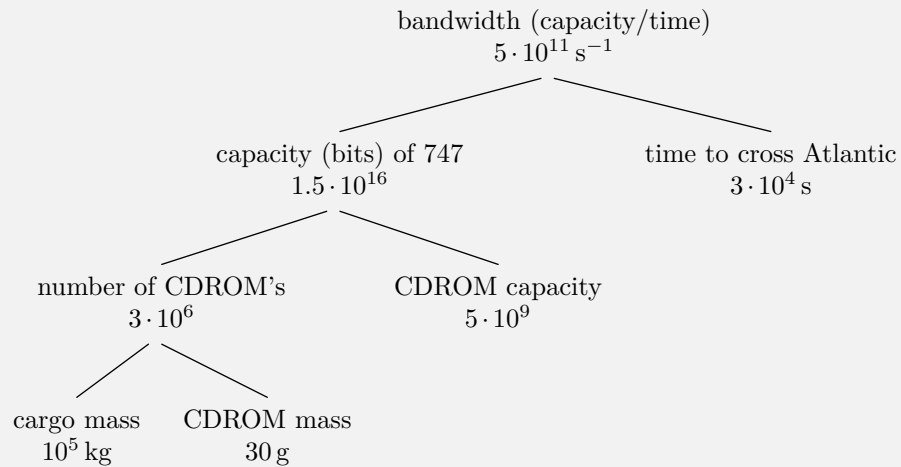 bandwidth (capacity/time)
5·10¹¹ s⁻¹
capacity (bits) of 747
1.5·10¹⁶
time to cross Atlantic
3·10⁴ s
number of CDROM's
3·10⁶
CDROM capacity
5·10⁹
cargo mass
10⁵ kg
CDROM mass
30 g